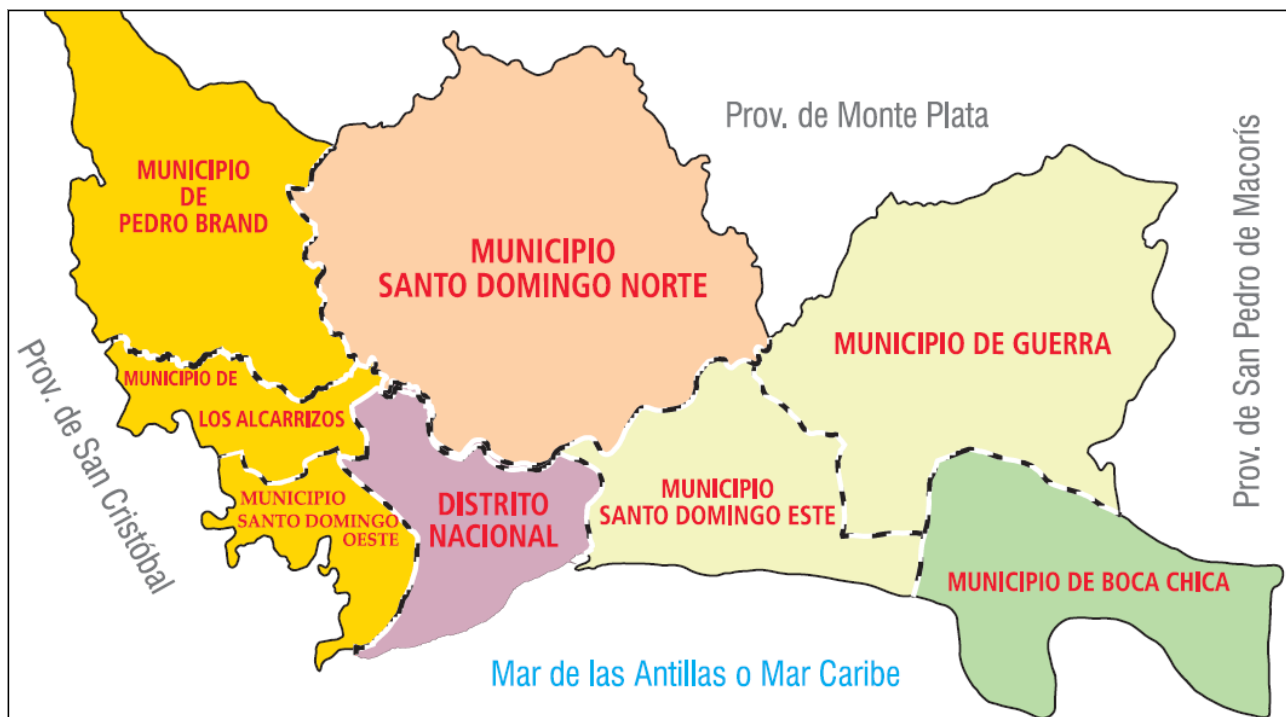 Prov. de Monte Plata
MUNICIPIO
DE
PEDRO BRAND
MUNICIPIO
SANTO DOMINGO NORTE
Prov. de San Pedro de Macorís
MUNICIPIO DE GUERRA
Prov. de San Cristóbal
MUNICIPIO DE
LOS ALCARRIZOS
MUNICIPIO
SANTO DOMINGO
OESTE
DISTRITO
NACIONAL
MUNICIPIO
SANTO DOMINGO ESTE
MUNICIPIO DE BOCA CHICA
Mar de las Antillas o Mar Caribe